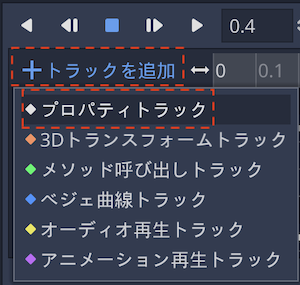 0.4
+トラックを追加 0 0.1
プロパティトラック
3Dトランスフォームトラック
メソッド呼び出しトラック
ベジェ曲線トラック
オーディオ再生トラック
アニメーション再生トラック